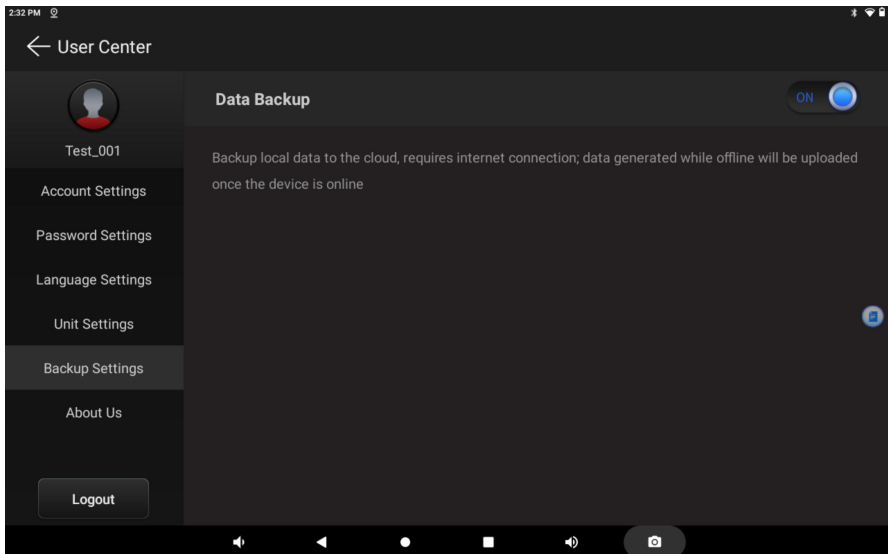 2:32 PM
User Center
Data Backup
ON
Test_001
Backup local data to the cloud, requires internet connection; data generated while offline will be uploaded
once the device is online
Account Settings
Password Settings
Language Settings
Unit Settings
Backup Settings
About Us
Logout